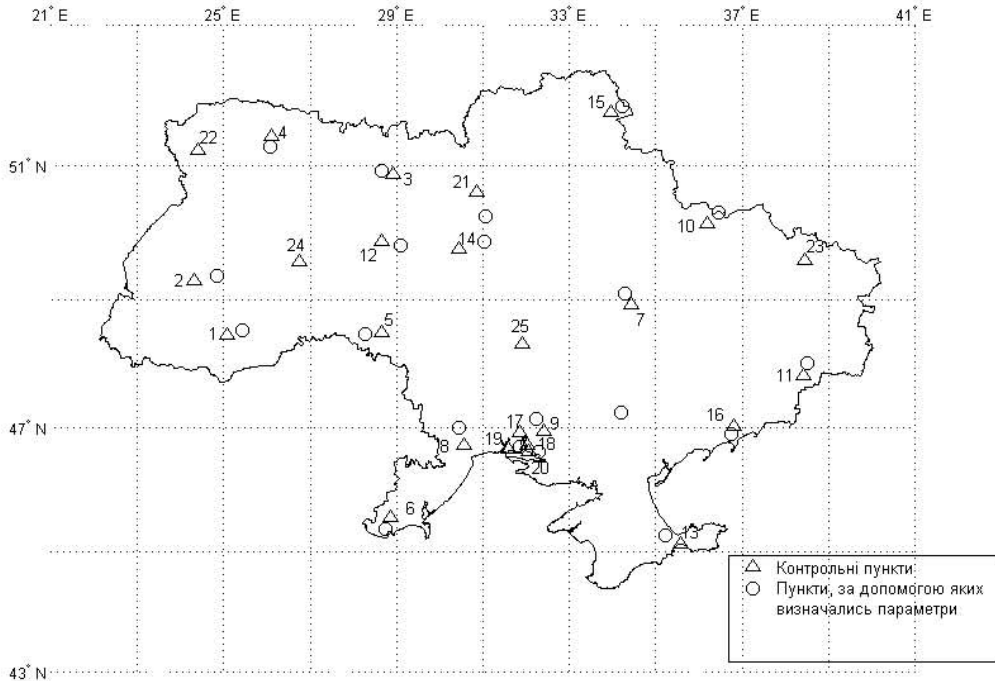 21° E 25° E 29° E 33° E 37° E 41° E
15
22 4
51° N
3
21
10
14
12
24 23
2
7
5
1 25
11
16
17 9
47° N
8 19 18
20
6
13
Контрольні пункти
Пункти, за допомогою яких
визначались параметри
43° N